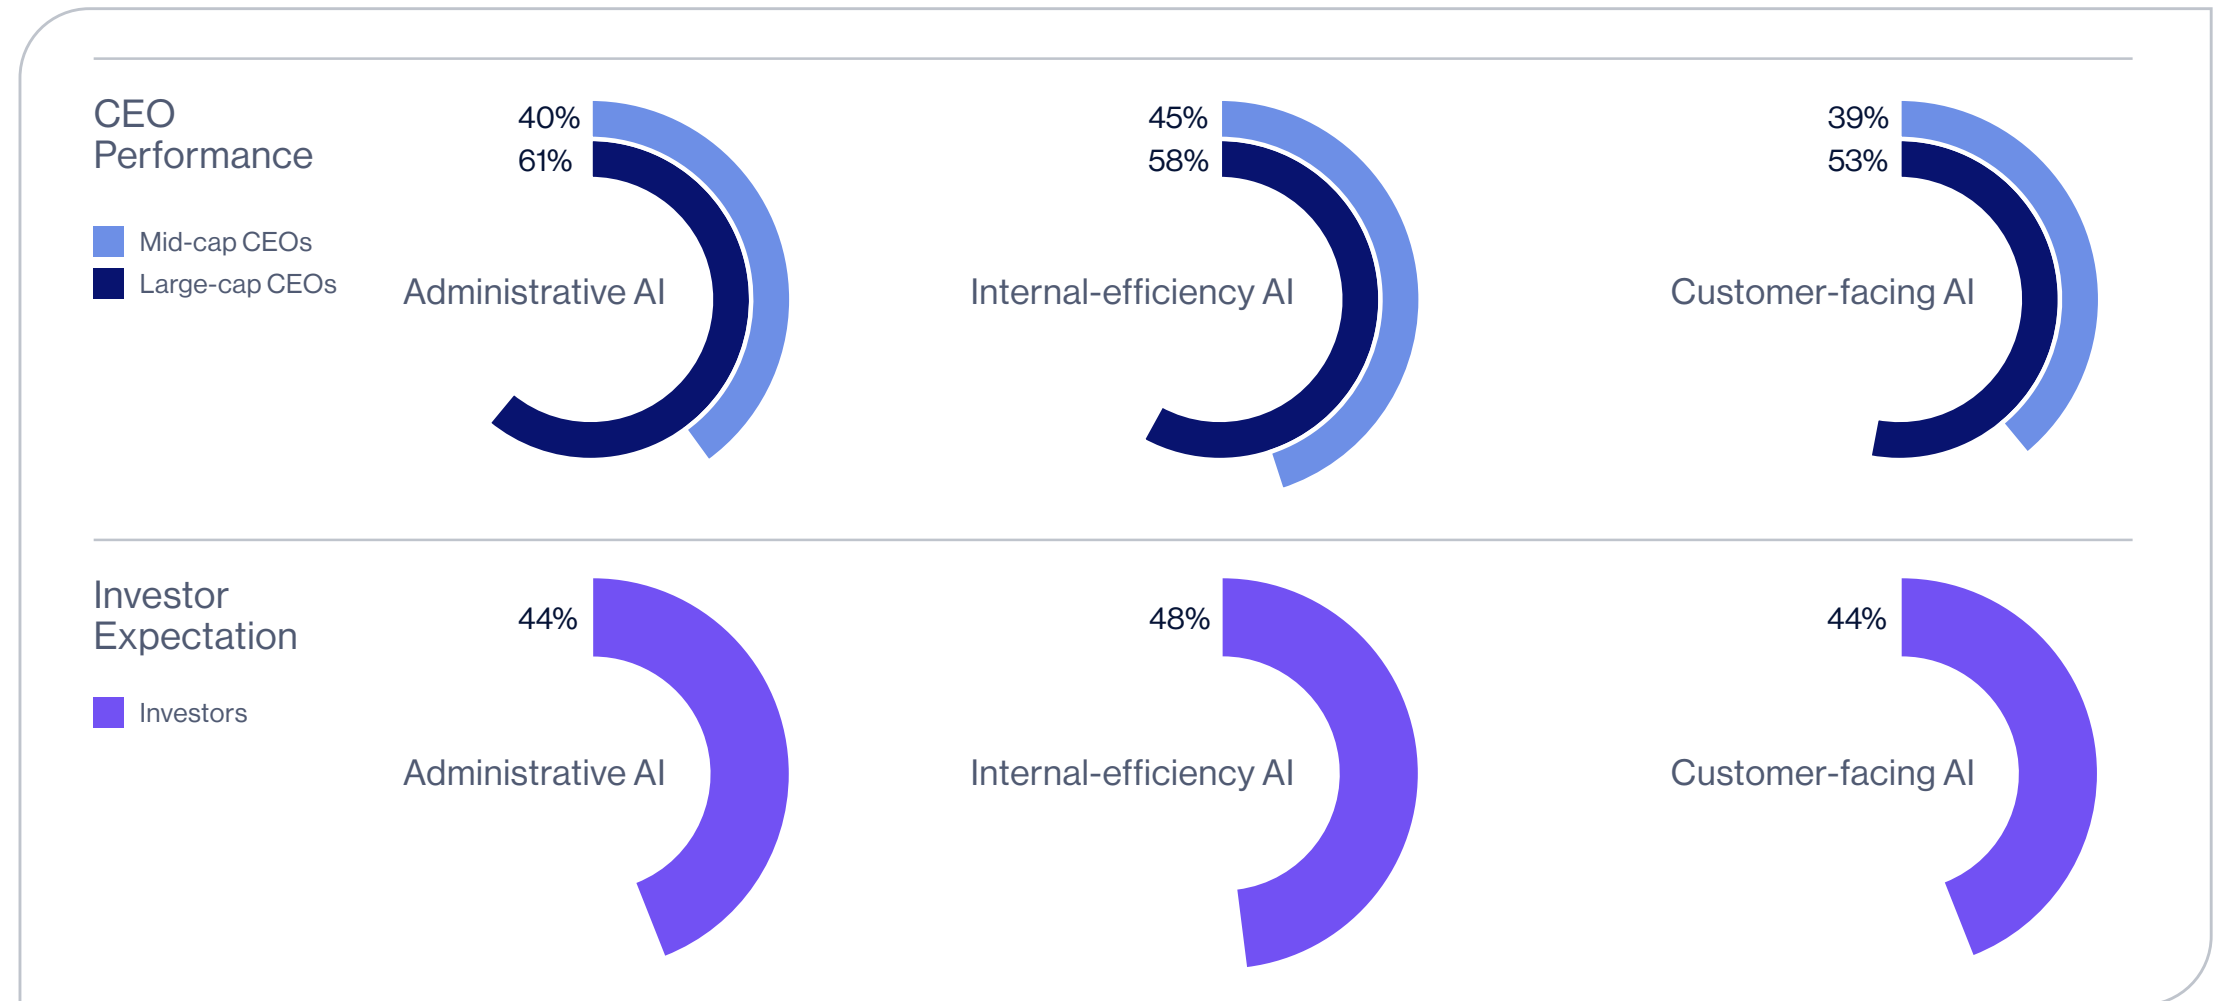 CEO
Performance
Mid-cap CEOs
Large-cap CEOs
40%
61%
Administrative AI
45%
58%
Internal-efficiency AI
39%
53%
Customer-facing AI
Investor
Expectation
Investors
44%
Administrative AI
48%
Internal-efficiency AI
44%
Customer-facing AI